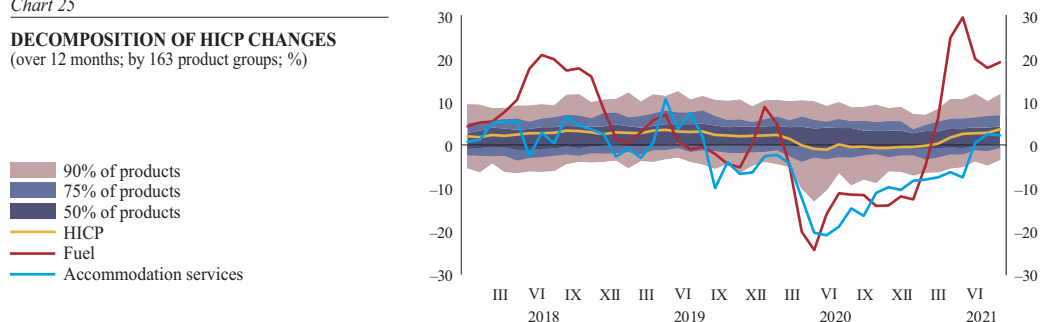 Chart 25
DECOMPOSITION OF HICP CHANGES
(over 12 months; by 163 product groups; %)
90% of products
75% of products
50% of products
HICP
Fuel
Accommodation services
30 30
20 20
10 10
0 0
–10 –10
–20 –20
–30 –30
III VI IX XII III VI IX XII III VI IX XII III VI
2018 2019 2020 2021